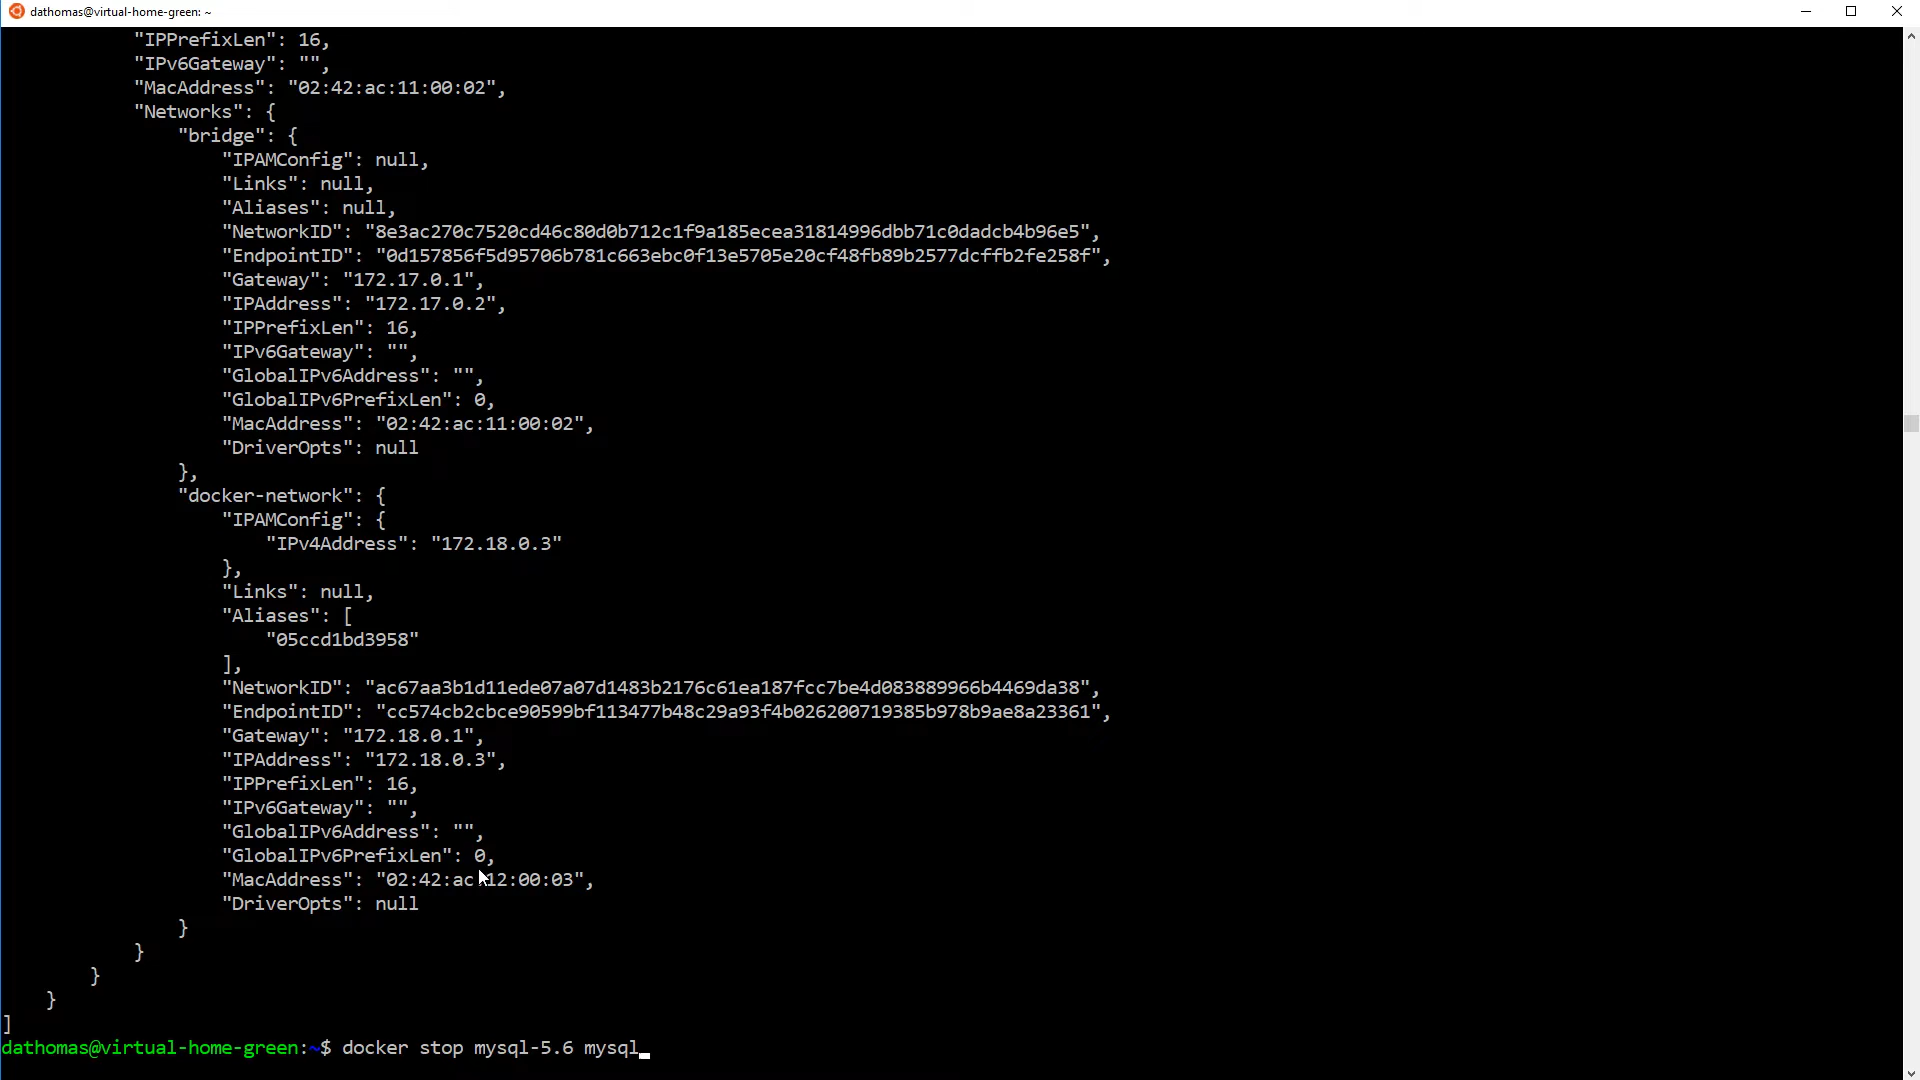 dathomas@virtual-home-green: ~
"IPPrefixLen": 16,
"IPv6Gateway": "",
"MacAddress": "02:42:ac:11:00:02",
"Networks": {
"bridge": {
"IPAMConfig": null,
"Links": null,
"Aliases": null,
"NetworkID": "8e3ac270c7520cd46c80d0b712c1f9a185ecea31814996dbb71c0dadcb4b96e5",
"EndpointID": "0d157856f5d95706b781c663ebc0f13e5705e20cf48fb89b2577dcffb2fe258f",
"Gateway": "172.17.0.1",
"IPAddress": "172.17.0.2",
"IPPrefixLen": 16,
"IPv6Gateway": "",
"GlobalIPv6Address": "",
"GlobalIPv6PrefixLen": 0,
"MacAddress": "02:42:ac:11:00:02",
"DriverOpts": null
},
"docker-network": {
"IPAMConfig": {
"IPv4Address": "172.18.0.3"
},
"Links": null,
"Aliases": [
"05ccd1bd3958"
],
"NetworkID": "ac67aa3b1d11ede07a07d1483b2176c61ea187fcc7be4d083889966b4469da38",
"EndpointID": "cc574cb2cbce90599bf113477b48c29a93f4b026200719385b978b9ae8a23361",
"Gateway": "172.18.0.1",
"IPAddress": "172.18.0.3",
"IPPrefixLen": 16,
"IPv6Gateway": "",
"GlobalIPv6Address": "",
"GlobalIPv6PrefixLen": 0,
"MacAddress": "02:42:ac:12:00:03",
"DriverOpts": null
}
}
}
}
]
dathomas@virtual-home-green:~$ docker stop mysql-5.6 mysql